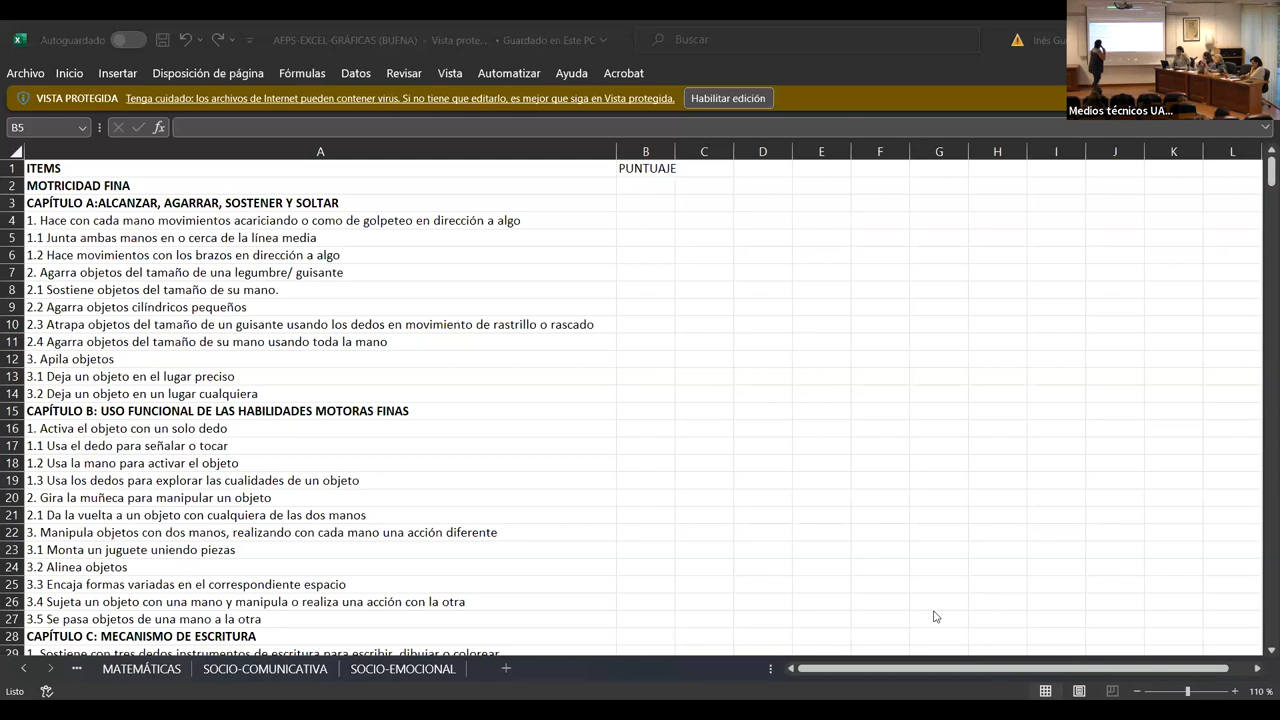 Autoguardado
AEPS-EXCEL-GRÁFICAS (BUENA) - Vista prote... • Guardado en Este PC
Buscar
Inés Gu
Archivo Inicio Insertar Disposición de página Fórmulas Datos Revisar Vista Automatizar Ayuda Acrobat
VISTA PROTEGIDA Tenga cuidado: los archivos de Internet pueden contener virus. Si no tiene que editarlo, es mejor que siga en Vista protegida. Habilitar edición
Medios técnicos UA...
B5 fx
A B C D E F G H I J K L
1 ITEMS PUNTUAJE
2 MOTRICIDAD FINA
3 CAPÍTULO A:ALCANZAR, AGARRAR, SOSTENER Y SOLTAR
4 1. Hace con cada mano movimientos acariciando o como de golpeteo en dirección a algo
5 1.1 Junta ambas manos en o cerca de la línea media
6 1.2 Hace movimientos con los brazos en dirección a algo
7 2. Agarra objetos del tamaño de una legumbre/ guisante
8 2.1 Sostiene objetos del tamaño de su mano.
9 2.2 Agarra objetos cilíndricos pequeños
10 2.3 Atrapa objetos del tamaño de un guisante usando los dedos en movimiento de rastrillo o rascado
11 2.4 Agarra objetos del tamaño de su mano usando toda la mano
12 3. Apila objetos
13 3.1 Deja un objeto en el lugar preciso
14 3.2 Deja un objeto en un lugar cualquiera
15 CAPÍTULO B: USO FUNCIONAL DE LAS HABILIDADES MOTORAS FINAS
16 1. Activa el objeto con un solo dedo
17 1.1 Usa el dedo para señalar o tocar
18 1.2 Usa la mano para activar el objeto
19 1.3 Usa los dedos para explorar las cualidades de un objeto
20 2. Gira la muñeca para manipular un objeto
21 2.1 Da la vuelta a un objeto con cualquiera de las dos manos
22 3. Manipula objetos con dos manos, realizando con cada mano una acción diferente
23 3.1 Monta un juguete uniendo piezas
24 3.2 Alinea objetos
25 3.3 Encaja formas variadas en el correspondiente espacio
26 3.4 Sujeta un objeto con una mano y manipula o realiza una acción con la otra
27 3.5 Se pasa objetos de una mano a la otra
28 CAPÍTULO C: MECANISMO DE ESCRITURA
29 1. Sostiene con tres dedos instrumentos de escritura para escribir, dibujar o colorear
MATEMÁTICAS SOCIO-COMUNICATIVA SOCIO-EMOCIONAL
Listo 110 %